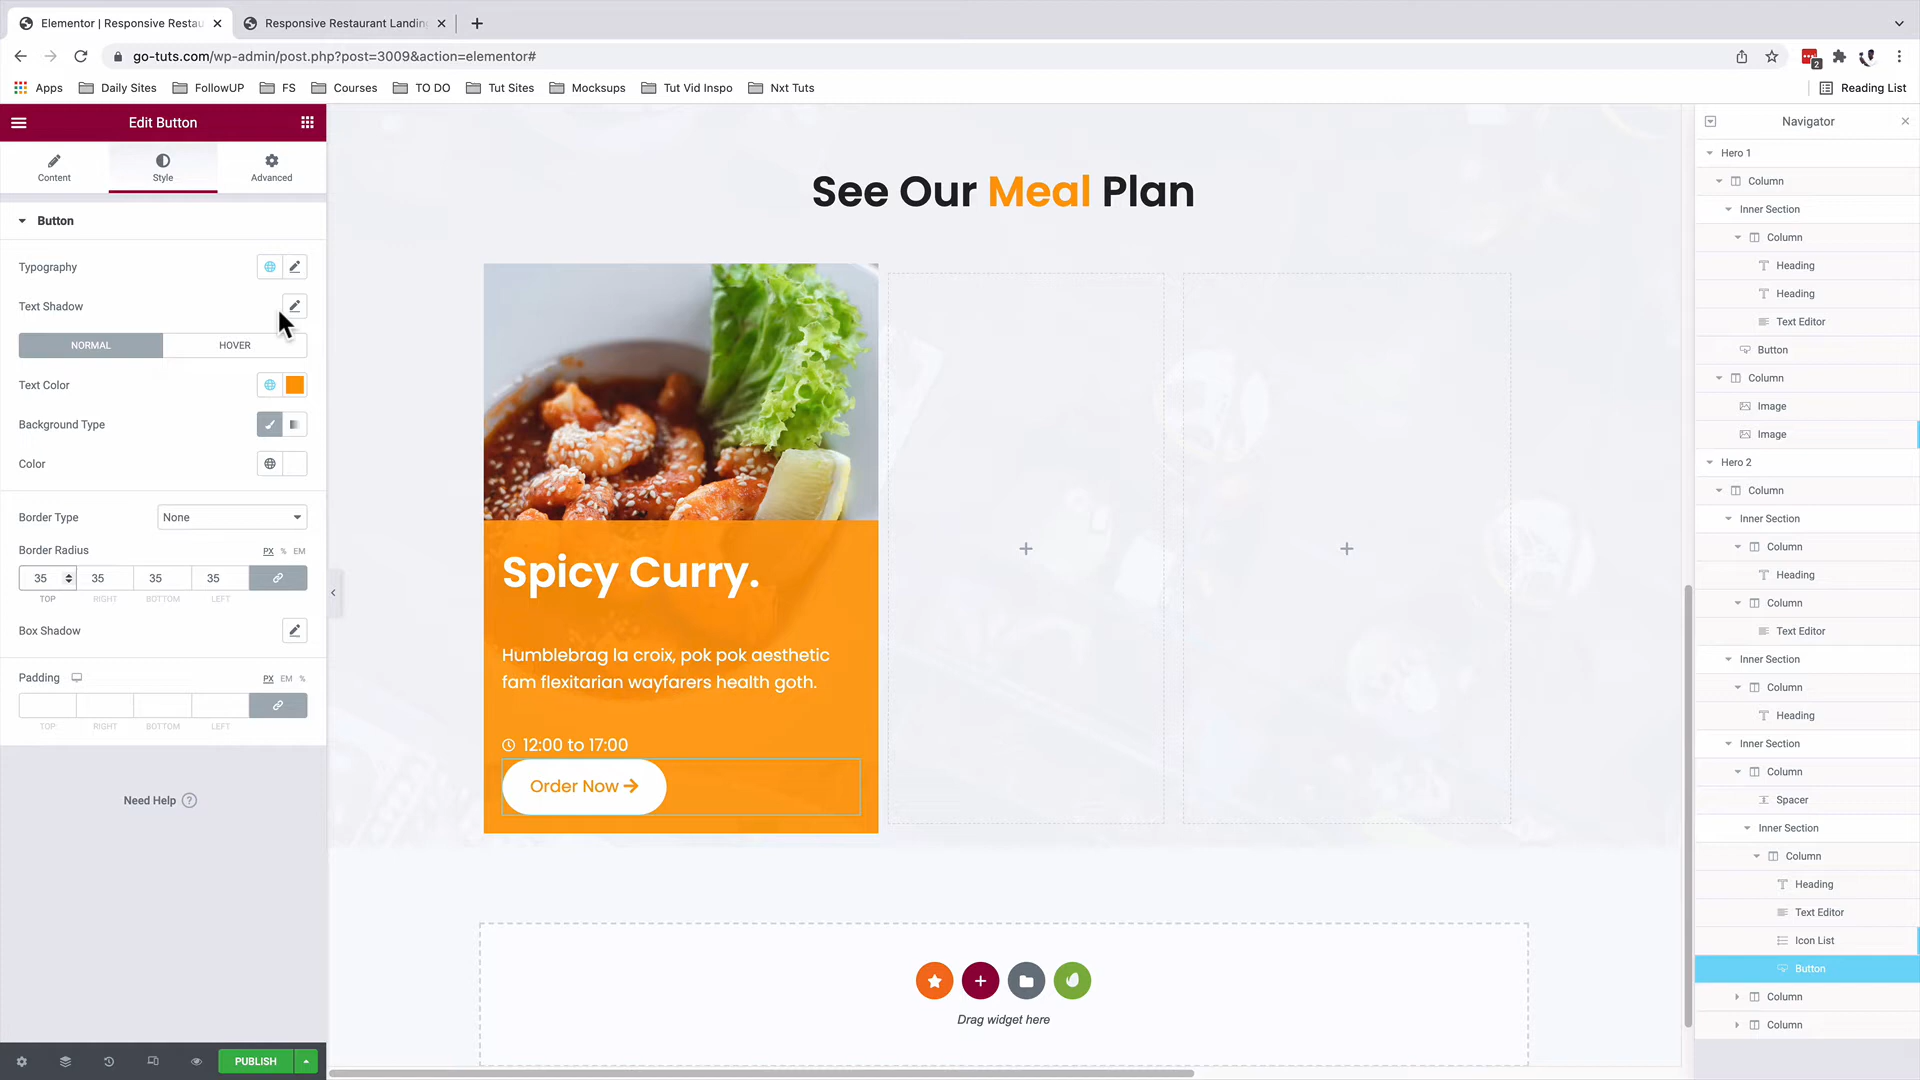 Elementor | Responsive Restau
Responsive Restaurant Landin
go-tuts.com/wp-admin/post.php?post=3009&action=elementor#
2
Apps
Daily Sites
FollowUP
FS
Courses
TO DO
Tut Sites
Mockups
Tut Vid Inspo
Nxt Tuts
Reading List
Edit Button
Content
Style
Advanced
Button
Typography
Text Shadow
NORMAL
HOVER
Text Color
Background Type
Color
Border Type
None
Border Radius
PX % EM
35 35 35 35
TOP RIGHT BOTTOM LEFT
Box Shadow
Padding
PX EM %
TOP RIGHT BOTTOM LEFT
Need Help
PUBLISH
See Our Meal Plan
Spicy Curry.
Humblebrag la croix, pok pok aesthetic
fam flexitarian wayfarers health goth.
12:00 to 17:00
Order Now
Drag widget here
Navigator
Hero 1
Column
Inner Section
Column
Heading
Heading
Text Editor
Button
Column
Image
Image
Hero 2
Column
Inner Section
Column
Heading
Column
Text Editor
Inner Section
Column
Heading
Inner Section
Column
Spacer
Inner Section
Column
Heading
Text Editor
Icon List
Button
Column
Column